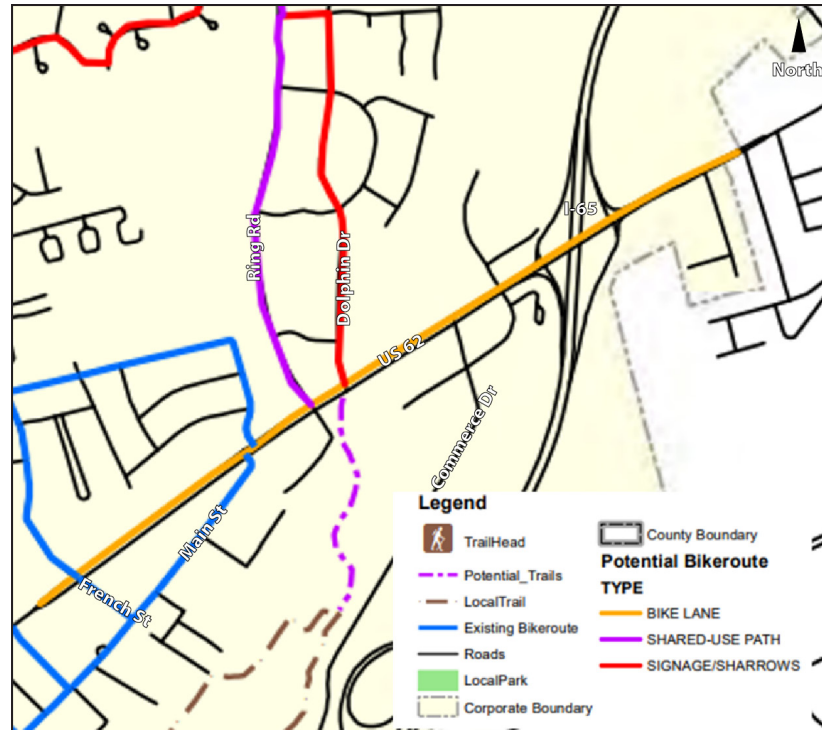 North
I-65
Ring Rd
Dolphin Dr
US 62
Commerce Dr
Main St
French St
Legend
TrailHead
Potential_Trails
LocalTrail
Existing Bikeroute
Roads
LocalPark
Corporate Boundary
County Boundary
Potential Bikeroute
TYPE
BIKE LANE
SHARED-USE PATH
SIGNAGE/SHARROWS